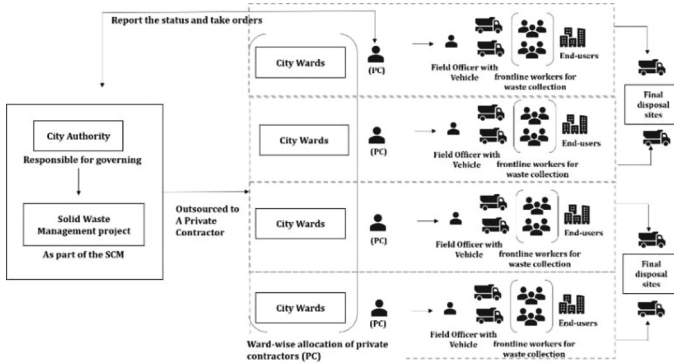 Report the status and take orders
City Wards
(PC)
Field Officer with
Vehicle
frontline workers for
waste collection
End-users
Final
disposal
sites
City Authority
Responsible for governing
Solid Waste
Management project
As part of the SCM
Outsourced to
A Private
Contractor
City Wards
(PC)
Field Officer with
Vehicle
frontline workers for
waste collection
End-users
City Wards
(PC)
Field Officer with
Vehicle
frontline workers for
waste collection
End-users
Final
disposal
sites
City Wards
(PC)
Field Officer with
Vehicle
frontline workers for
waste collection
End-users
Ward-wise allocation of private
contractors (PC)